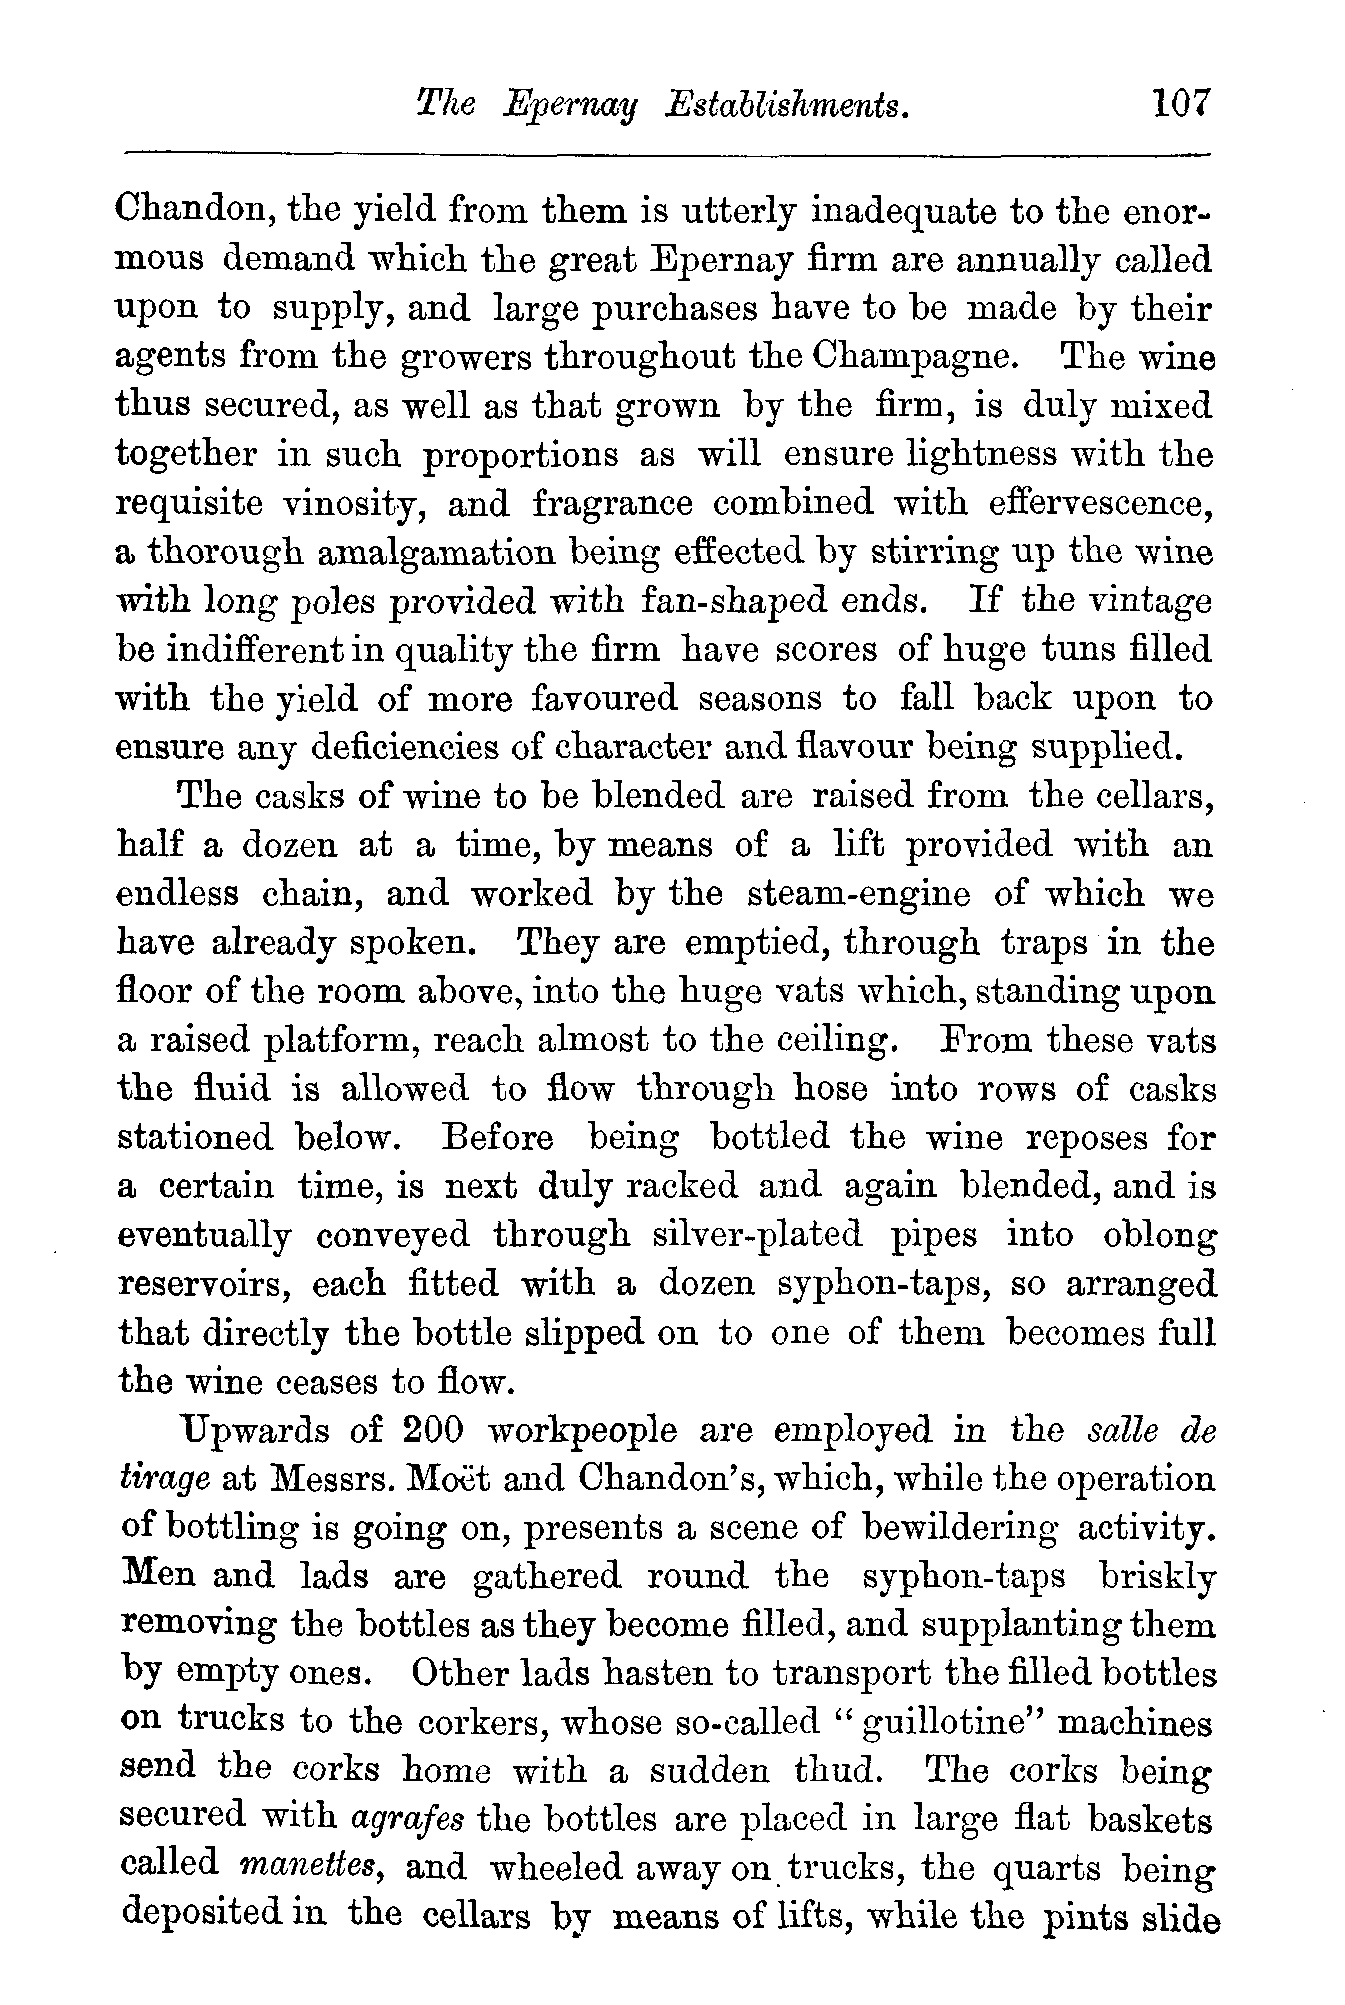 The Epernay Establishments. 107
Chandon, the yield from them is utterly inadequate to the enor-
mous demand which the great Epernay firm are annually called
upon to supply, and large purchases have to be made by their
agents from the growers throughout the Champagne. The wine
thus secured, as well as that grown by the firm, is duly mixed
together in such proportions as will ensure lightness with the
requisite vinosity, and fragrance combined with effervescence,
a thorough amalgamation being effected by stirring up the wine
with long poles provided with fan-shaped ends. If the vintage
be indifferent in quality the firm have scores of huge tuns filled
with the yield of more favoured seasons to fall back upon to
ensure any deficiencies of character and flavour being supplied.
The casks of wine to be blended are raised from the cellars,
half a dozen at a time, by means of a lift provided with an
endless chain, and worked by the steam-engine of which we
have already spoken. They are emptied, through traps in the
floor of the room above, into the huge vats which, standing upon
a raised platform, reach almost to the ceiling. From these vats
the fluid is allowed to flow through hose into rows of casks
stationed below. Before being bottled the wine reposes for
a certain time, is next duly racked and again blended, and is
eventually conveyed through silver-plated pipes into oblong
reservoirs, each fitted with a dozen syphon-taps, so arranged
that directly the bottle slipped on to one of them becomes full
the wine ceases to flow.
Upwards of 200 workpeople are employed in the salle de
tirage at Messrs. Moët and Chandon's, which, while the operation
of bottling is going on, presents a scene of bewildering activity.
Men and lads are gathered round the syphon-taps briskly
removing the bottles as they become filled, and supplanting them
by empty ones. Other lads hasten to transport the filled bottles
on trucks to the corkers, whose so-called "guillotine" machines
send the corks home with a sudden thud. The corks being
secured with agrafes the bottles are placed in large flat baskets
called manettes, and wheeled away on trucks, the quarts being
deposited in the cellars by means of lifts, while the pints slide